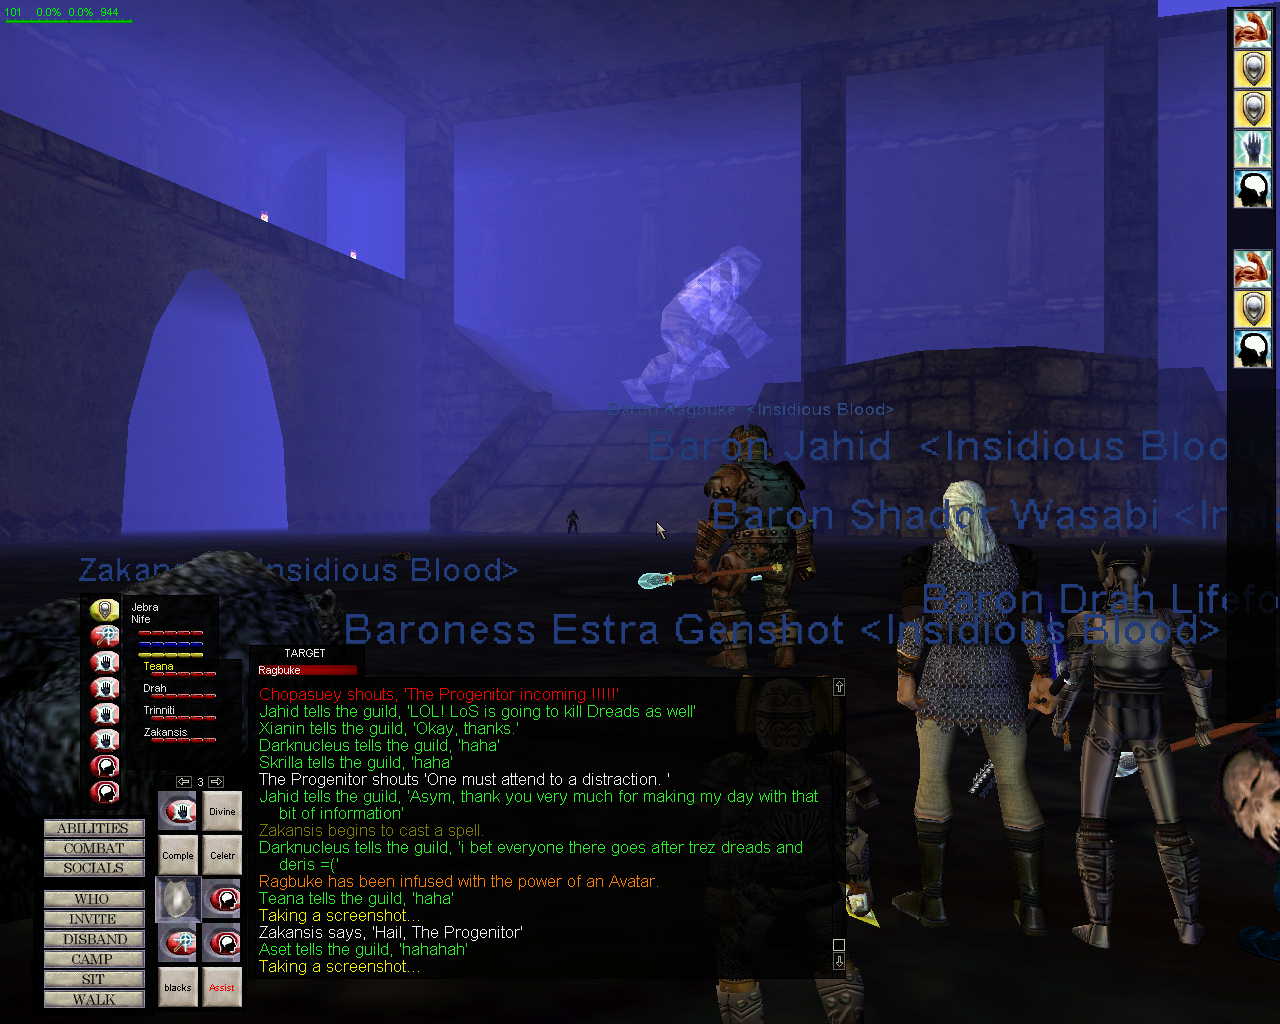 101 0.0% 0.0% 944
Baron Ragbuke <Insidious Blood>
Baron Jahid <Insidious Blood
Baron Shador Wasabi <Insi
Zakan Insidious Blood>
Baron Drah Lifefo
Baroness Estra Genshot <Insidious Blood>
Jebra
Nife
Teana
Drah
Trinniti
Zakansis
TARGET
Ragbuke
Chopasuey shouts, 'The Progenitor incoming !!!!!'
Jahid tells the guild, 'LOL! LoS is going to kill Dreads as well'
Xianin tells the guild, 'Okay, thanks.'
Darknucleus tells the guild, 'haha'
Skrilla tells the guild, 'haha'
The Progenitor shouts 'One must attend to a distraction. '
Jahid tells the guild, 'Asym, thank you very much for making my day with that
bit of information'
Zakansis begins to cast a spell.
Darknucleus tells the guild, 'i bet everyone there goes after trez dreads and
deris =('
Ragbuke has been infused with the power of an Avatar.
Teana tells the guild, 'haha'
Taking a screenshot...
Zakansis says, 'Hail, The Progenitor'
Aset tells the guild, 'hahahah'
Taking a screenshot...
3
Divine
Comple
Celetr
blacks
Assist
ABILITIES
COMBAT
SOCIALS
WHO
INVITE
DISBAND
CAMP
SIT
WALK